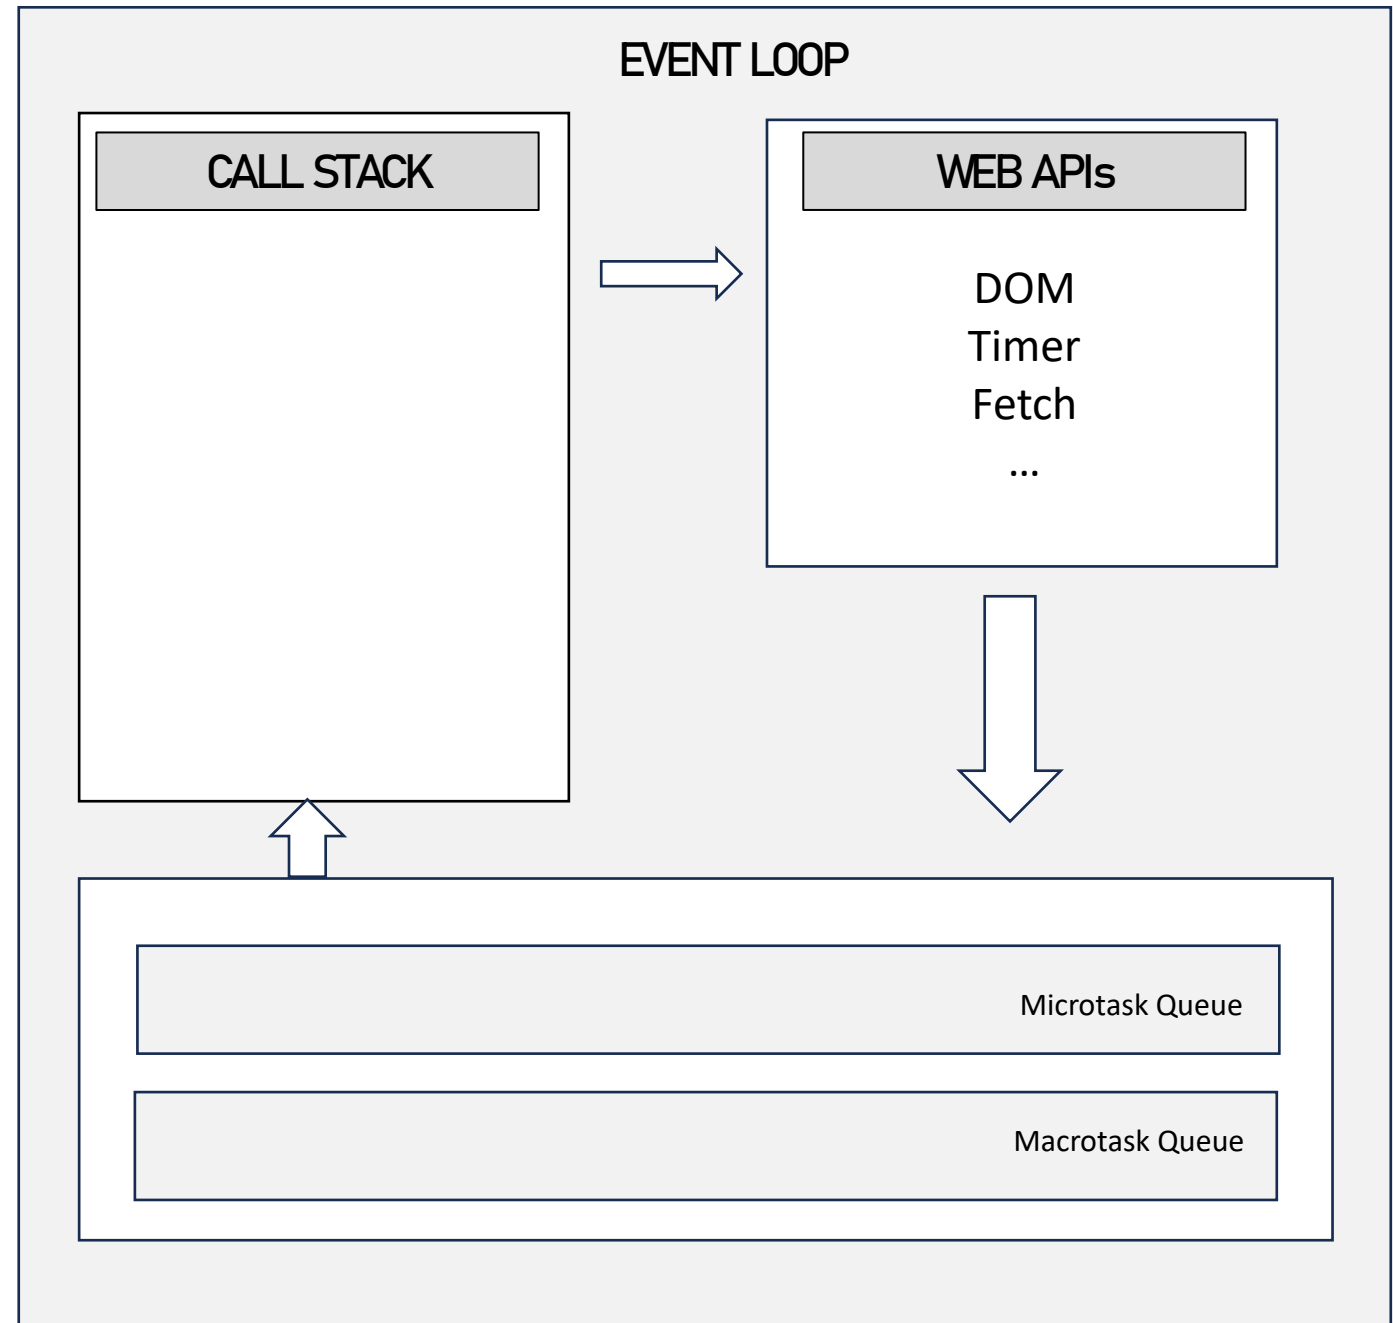 EVENT LOOP
CALL STACK
WEB APIs
DOM
Timer
Fetch
...
Microtask Queue
Macrotask Queue